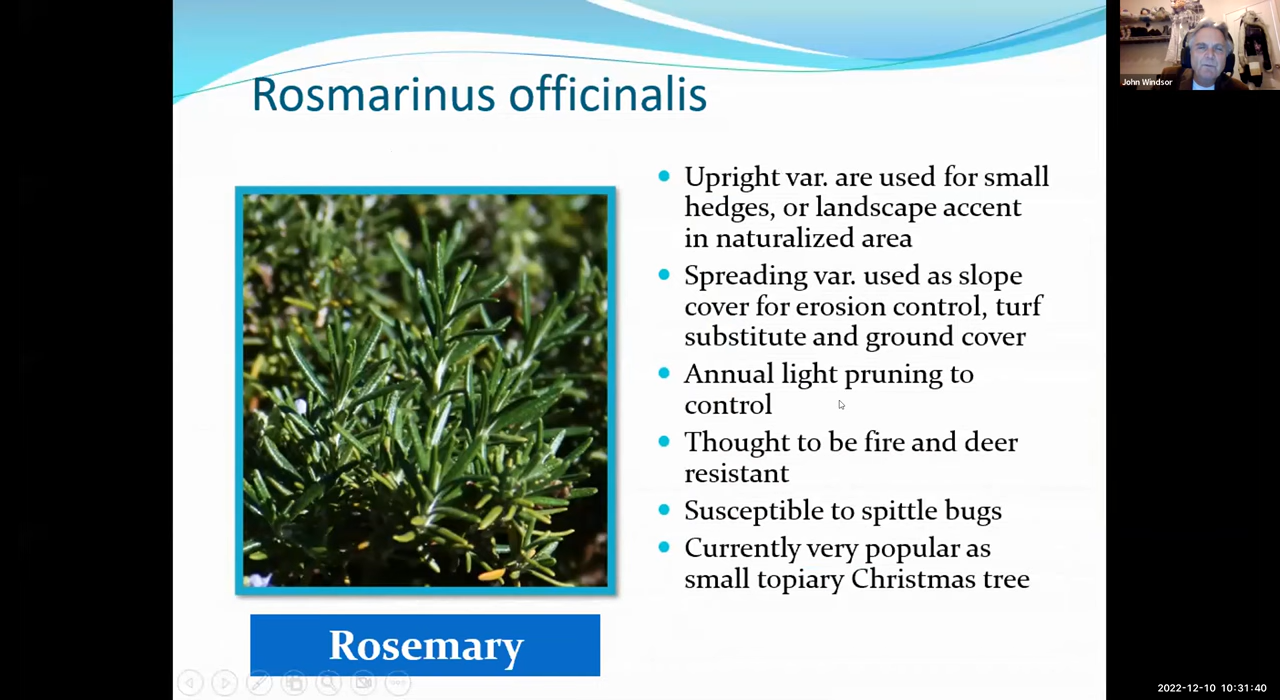 Rosmarinus officinalis
John Windsor
Upright var. are used for small
hedges, or landscape accent
in naturalized area
Spreading var. used as slope
cover for erosion control, turf
substitute and ground cover
Annual light pruning to
control
Thought to be fire and deer
resistant
Susceptible to spittle bugs
Currently very popular as
small topiary Christmas tree
Rosemary
2022-12-10 10:31:40